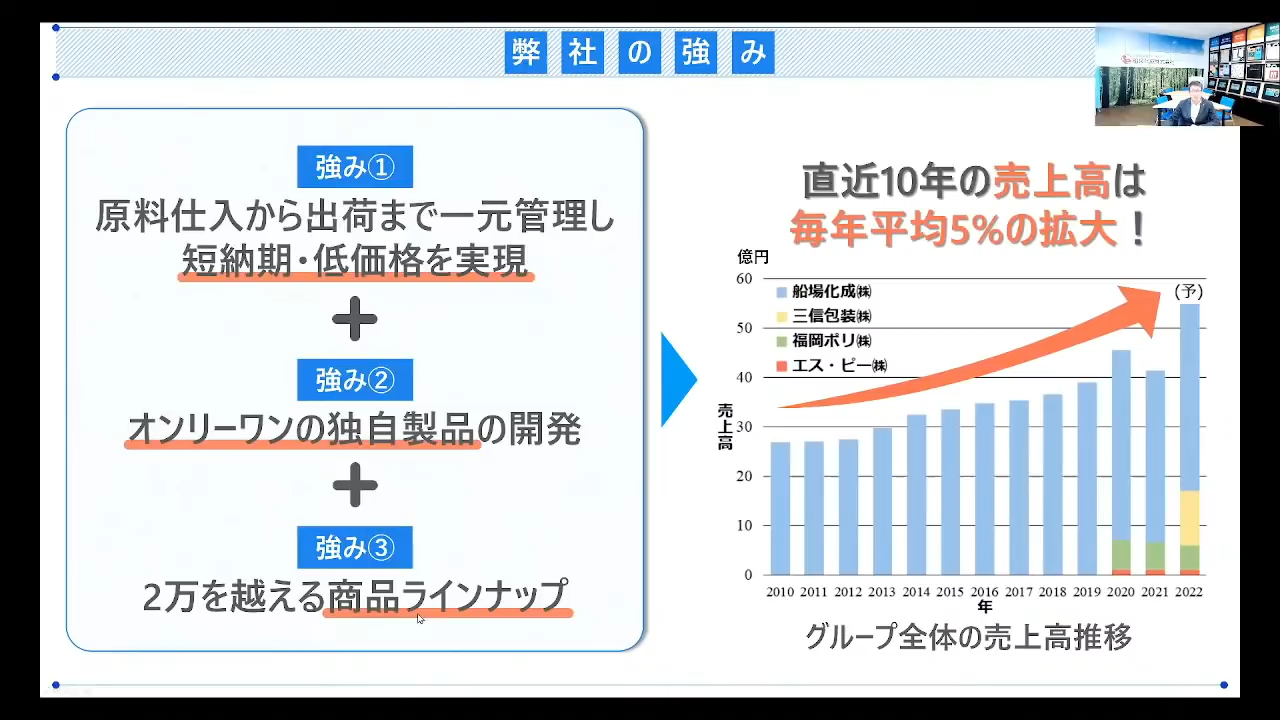 弊社の強み
強み①
原料仕入から出荷まで一元管理し
短納期・低価格を実現
強み②
オンリーワンの独自製品の開発
強み③
2万を越える商品ラインナップ
直近10年の売上高は
毎年平均5%の拡大！
億円
60
50
40
30
20
10
0
船場化成㈱
三信包装㈱
福岡ポリ㈱
エス・ピー㈱
(予)
売上高
2010 2011 2012 2013 2014 2015 2016 2017 2018 2019 2020 2021 2022
年
グループ全体の売上高推移